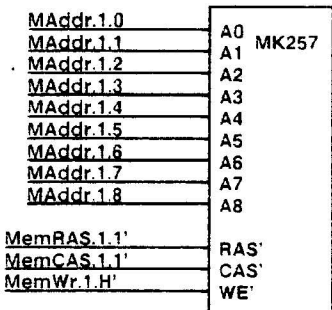 MAddr.1.0 A0 MK257
MAddr.1.1 A1
MAddr.1.2 A2
MAddr.1.3 A3
MAddr.1.4 A4
MAddr.1.5 A5
MAddr.1.6 A6
MAddr.1.7 A7
MAddr.1.8 A8
MemRAS.1.1' RAS'
MemCAS.1.1' CAS'
MemWr.1.H' WE'